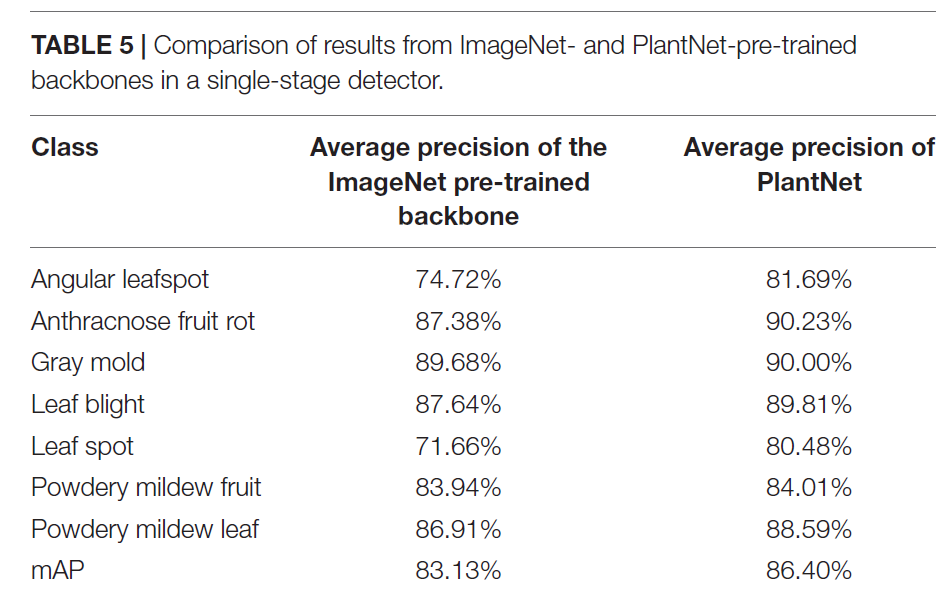 TABLE 5 | Comparison of results from ImageNet- and PlantNet-pre-trained
backbones in a single-stage detector.
Class Average precision of the Average precision of
ImageNet pre-trained PlantNet
backbone
Angular leafspot 74.72% 81.69%
Anthracnose fruit rot 87.38% 90.23%
Gray mold 89.68% 90.00%
Leaf blight 87.64% 89.81%
Leaf spot 71.66% 80.48%
Powdery mildew fruit 83.94% 84.01%
Powdery mildew leaf 86.91% 88.59%
mAP 83.13% 86.40%